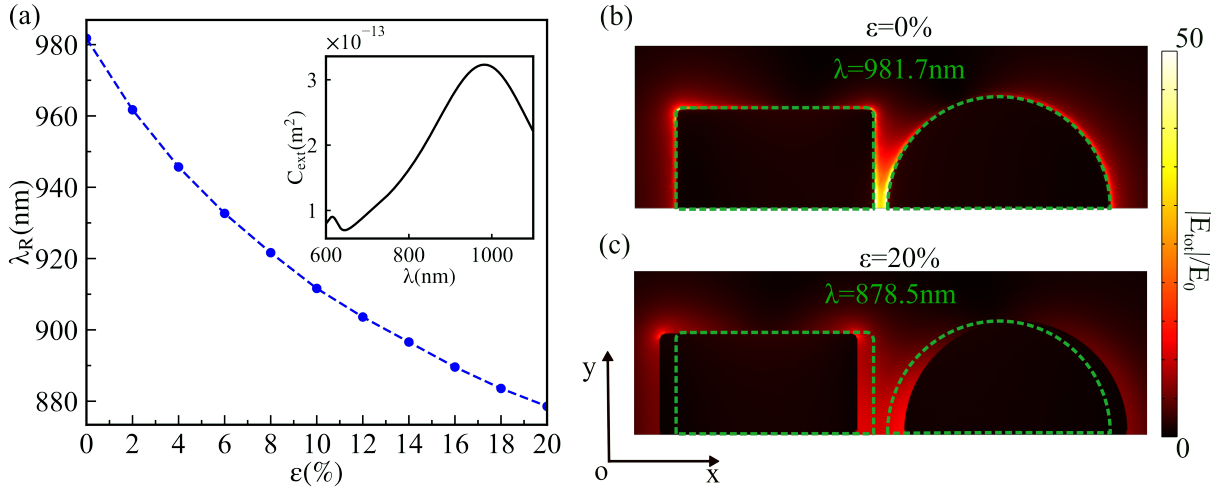 (a)
980
960
940
920
900
880
λR(nm)
0 2 4 6 8 10 12 14 16 18 20
ε(%)
×10−13
3
2
1
Cext(m2)
600 800 1000
λ(nm)
(b)
ε=0%
λ=981.7nm
(c)
ε=20%
λ=878.5nm
y
o
x
50
|Etot|/E0
0